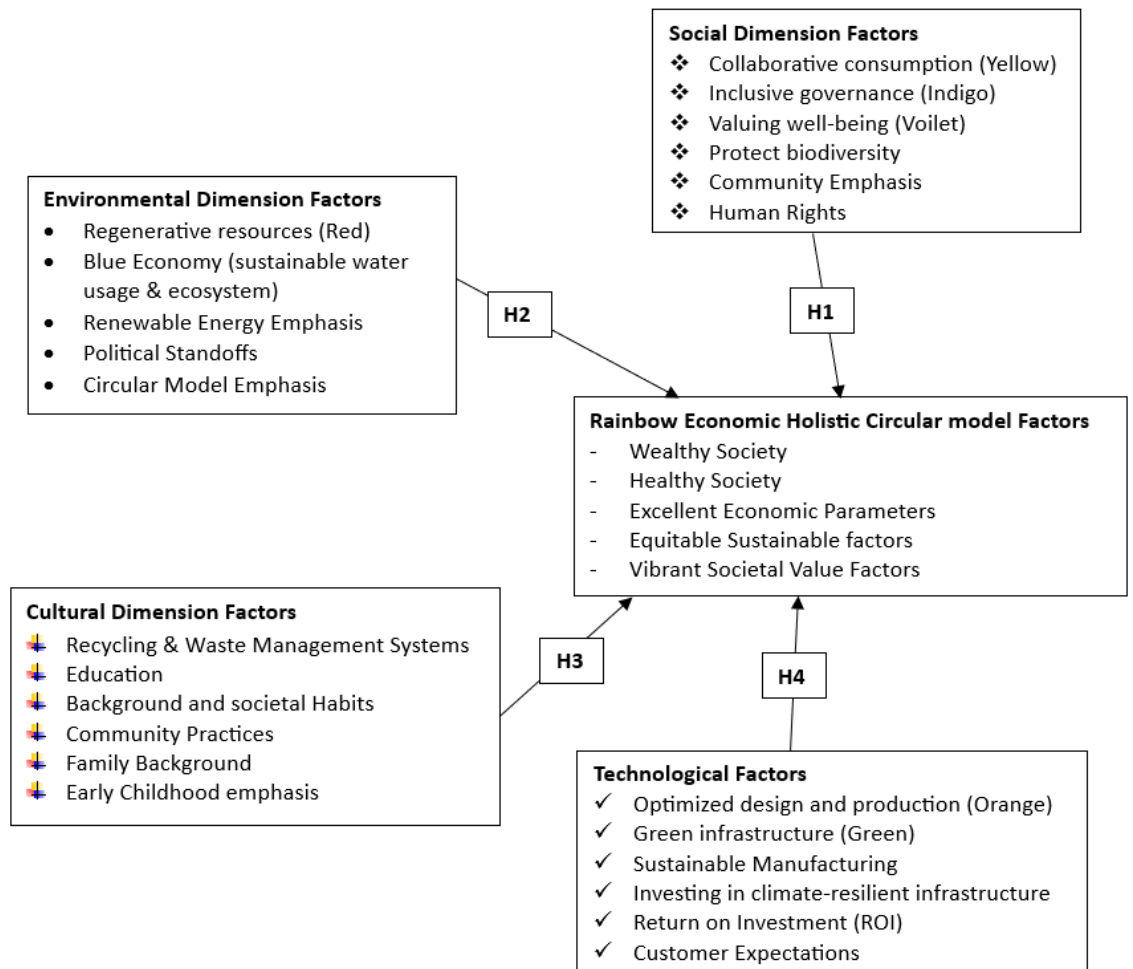 Social Dimension Factors
❖ Collaborative consumption (Yellow)
❖ Inclusive governance (Indigo)
❖ Valuing well-being (Voilet)
❖ Protect biodiversity
❖ Community Emphasis
❖ Human Rights
Environmental Dimension Factors
• Regenerative resources (Red)
• Blue Economy (sustainable water
usage & ecosystem)
• Renewable Energy Emphasis
• Political Standoffs
• Circular Model Emphasis
H2
H1
Rainbow Economic Holistic Circular model Factors
- Wealthy Society
- Healthy Society
- Excellent Economic Parameters
- Equitable Sustainable factors
- Vibrant Societal Value Factors
Cultural Dimension Factors
Recycling & Waste Management Systems
Education
Background and societal Habits
Community Practices
Family Background
Early Childhood emphasis
H3
H4
Technological Factors
✓ Optimized design and production (Orange)
✓ Green infrastructure (Green)
✓ Sustainable Manufacturing
✓ Investing in climate-resilient infrastructure
✓ Return on Investment (ROI)
✓ Customer Expectations